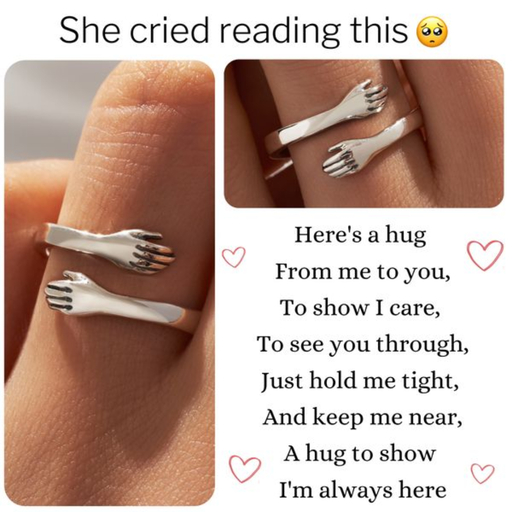 She cried reading this 🥺
Here's a hug
From me to you,
To show I care,
To see you through,
Just hold me tight,
And keep me near,
A hug to show
I'm always here